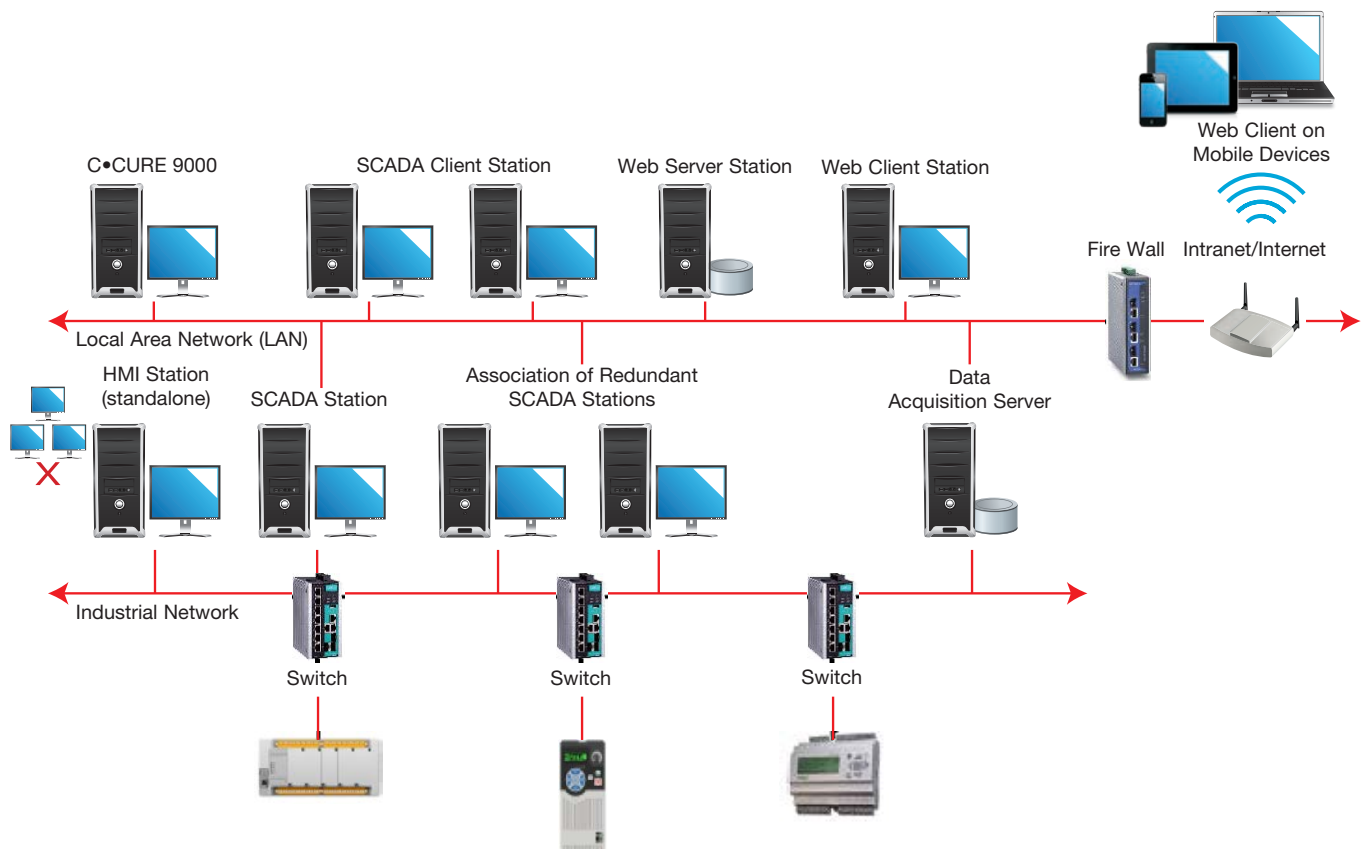 Web Client on
Mobile Devices
C•CURE 9000
SCADA Client Station
Web Server Station
Web Client Station
Fire Wall
Intranet/Internet
Local Area Network (LAN)
HMI Station
(standalone)
SCADA Station
Association of Redundant
SCADA Stations
Data
Acquisition Server
X
Industrial Network
Switch
Switch
Switch